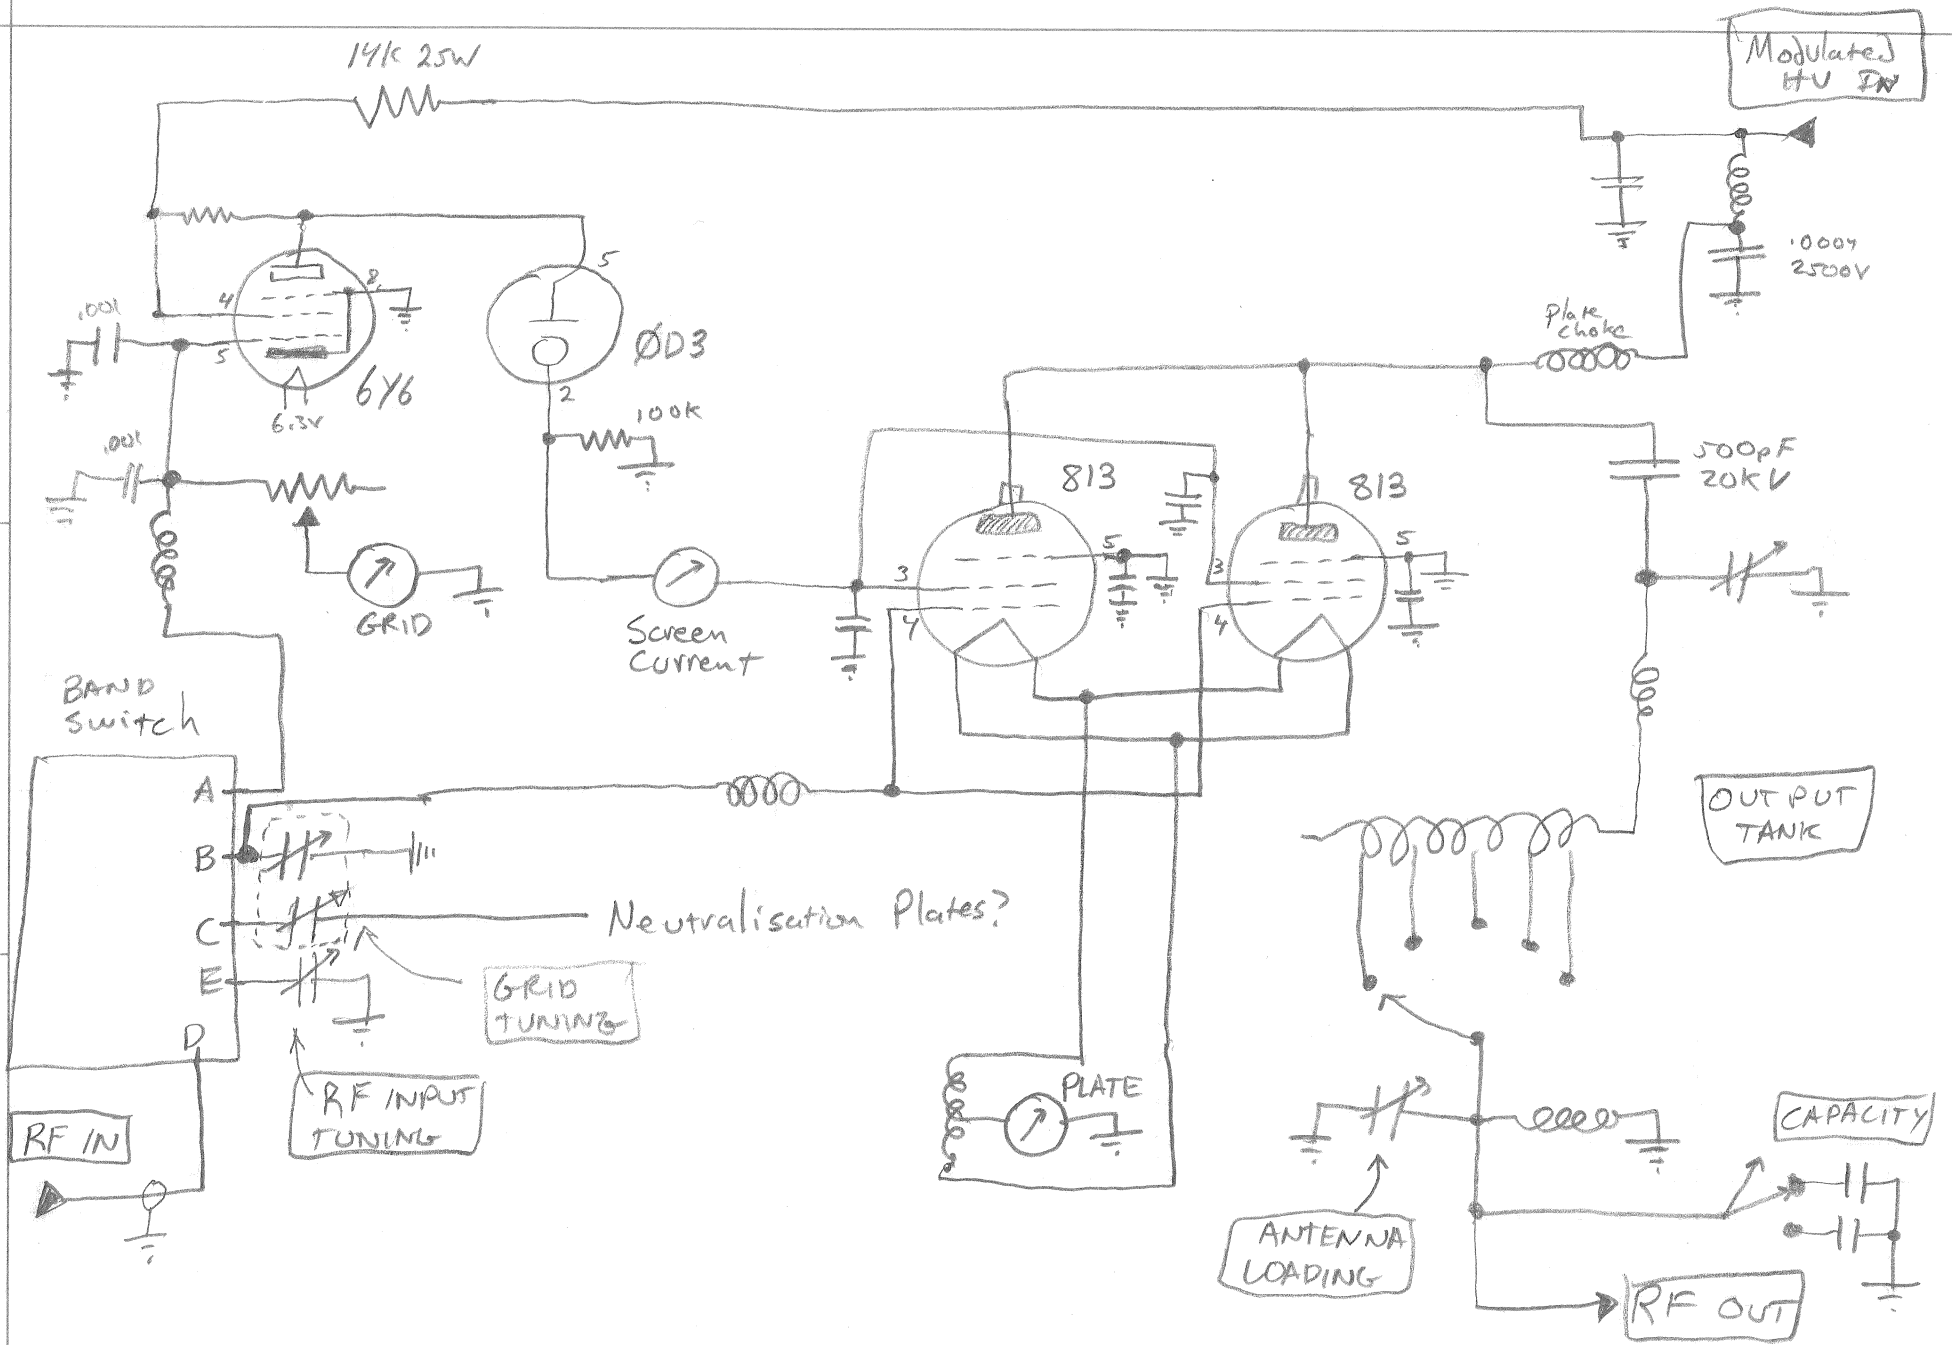 14K 25W
Modulated
HV IN
.0004
2500V
Plate
choke
.001
4
8
5
6Y6
6.3V
5
ØD3
2
100K
.001
GRID
Screen
Current
813
813
3
5
4
3
5
4
500pF
20KV
BAND
Switch
A
B
C
E
D
Neutralisation Plates?
GRID
TUNING
RF INPUT
TUNING
RF IN
PLATE
OUTPUT
TANK
ANTENNA
LOADING
CAPACITY
RF OUT